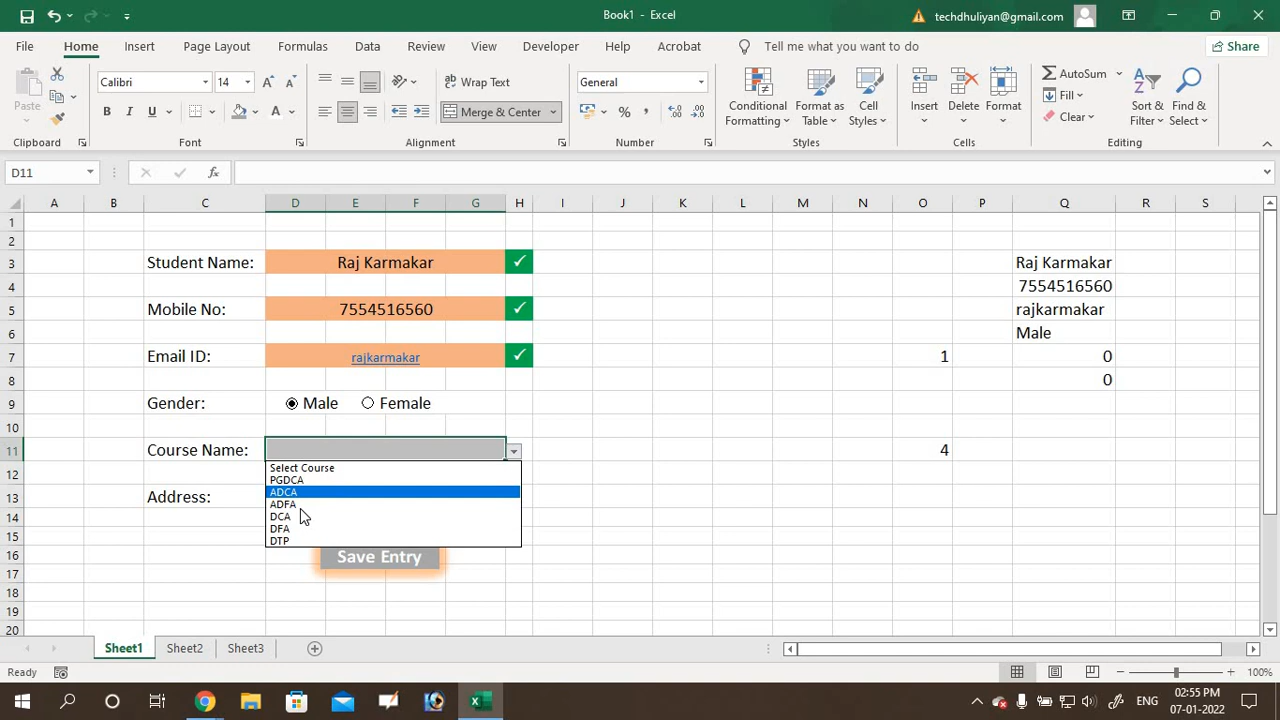 Book1 - Excel
techdhuliyan@gmail.com
File Home Insert Page Layout Formulas Data Review View Developer Help Acrobat Tell me what you want to do Share
Paste
Calibri 14
B I U A
Wrap Text
Merge & Center
General
% ,
Conditional Formatting
Format as Table
Cell Styles
Insert Delete Format
AutoSum
Fill
Clear
Sort & Filter
Find & Select
Clipboard Font Alignment Number Styles Cells Editing
D11 fx
A B C D E F G H I J K L M N O P Q R S
1
2
3 Student Name: Raj Karmakar ✓ Raj Karmakar
4 7554516560
5 Mobile No: 7554516560 ✓ rajkarmakar
6 Male
7 Email ID: rajkarmakar ✓ 1 0
8 0
9 Gender: Male Female
10
11 Course Name: 4
12
Select Course
PGDCA
ADCA
ADFA
DCA
DFA
DTP
13 Address:
14
15
16 Save Entry
17
18
19
20
Sheet1 Sheet2 Sheet3
Ready 100%
ENG 02:55 PM
07-01-2022